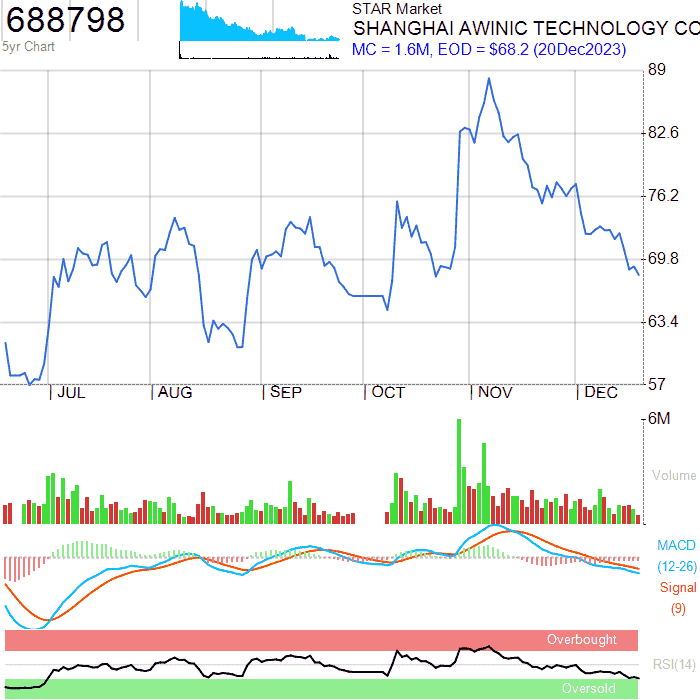 688798
5yr Chart
STAR Market
SHANGHAI AWINIC TECHNOLOGY CO
MC = 1.6M, EOD = $68.2 (20Dec2023)
89
82.6
76.2
69.8
63.4
57
JUL AUG SEP OCT NOV DEC
6M
Volume
MACD
(12-26)
Signal
(9)
Overbought
RSI(14)
Oversold